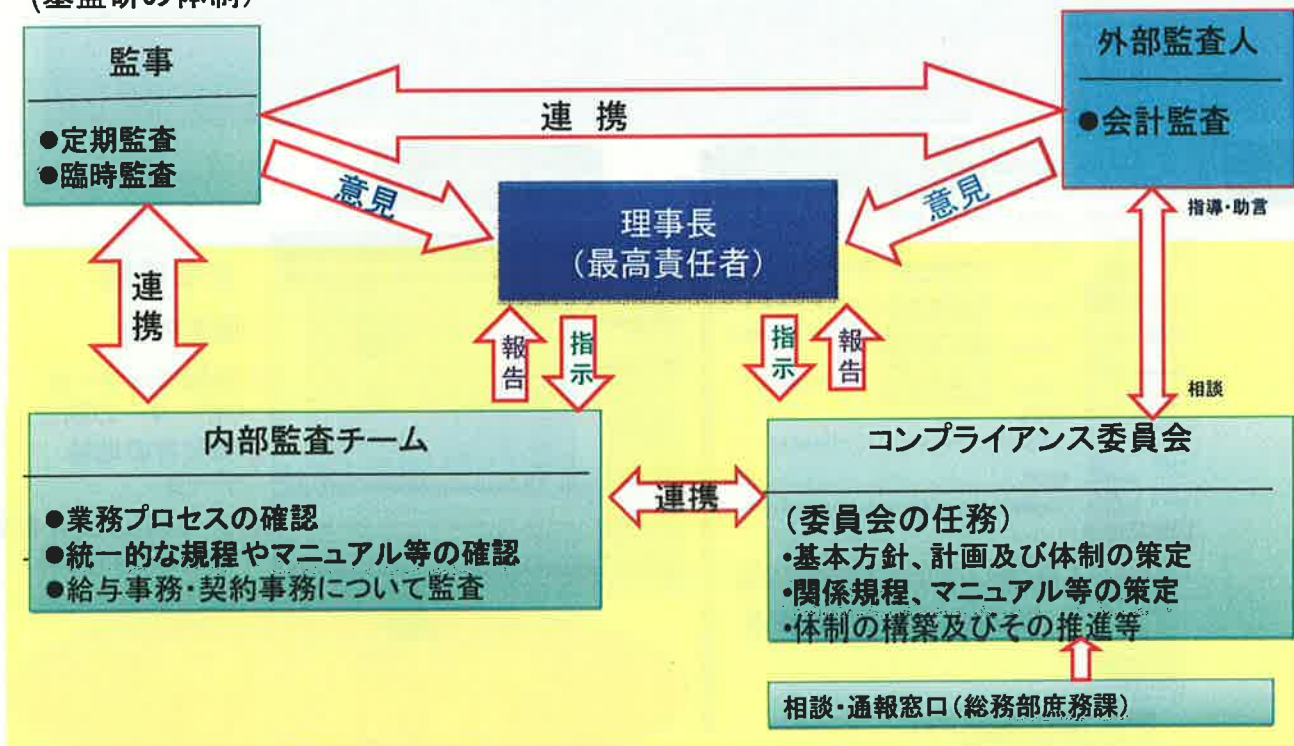 (基盤研の体制)
監事
●定期監査
●臨時監査
外部監査人
●会計監査
連 携
意見
意見
指導・助言
理事長
(最高責任者)
連携
報告
指示
指示
報告
相談
内部監査チーム
●業務プロセスの確認
●統一的な規程やマニュアル等の確認
●給与事務・契約事務について監査
連携
コンプライアンス委員会
(委員会の任務)
・基本方針、計画及び体制の策定
・関係規程、マニュアル等の策定
・体制の構築及びその推進等
相談・通報窓口(総務部庶務課)